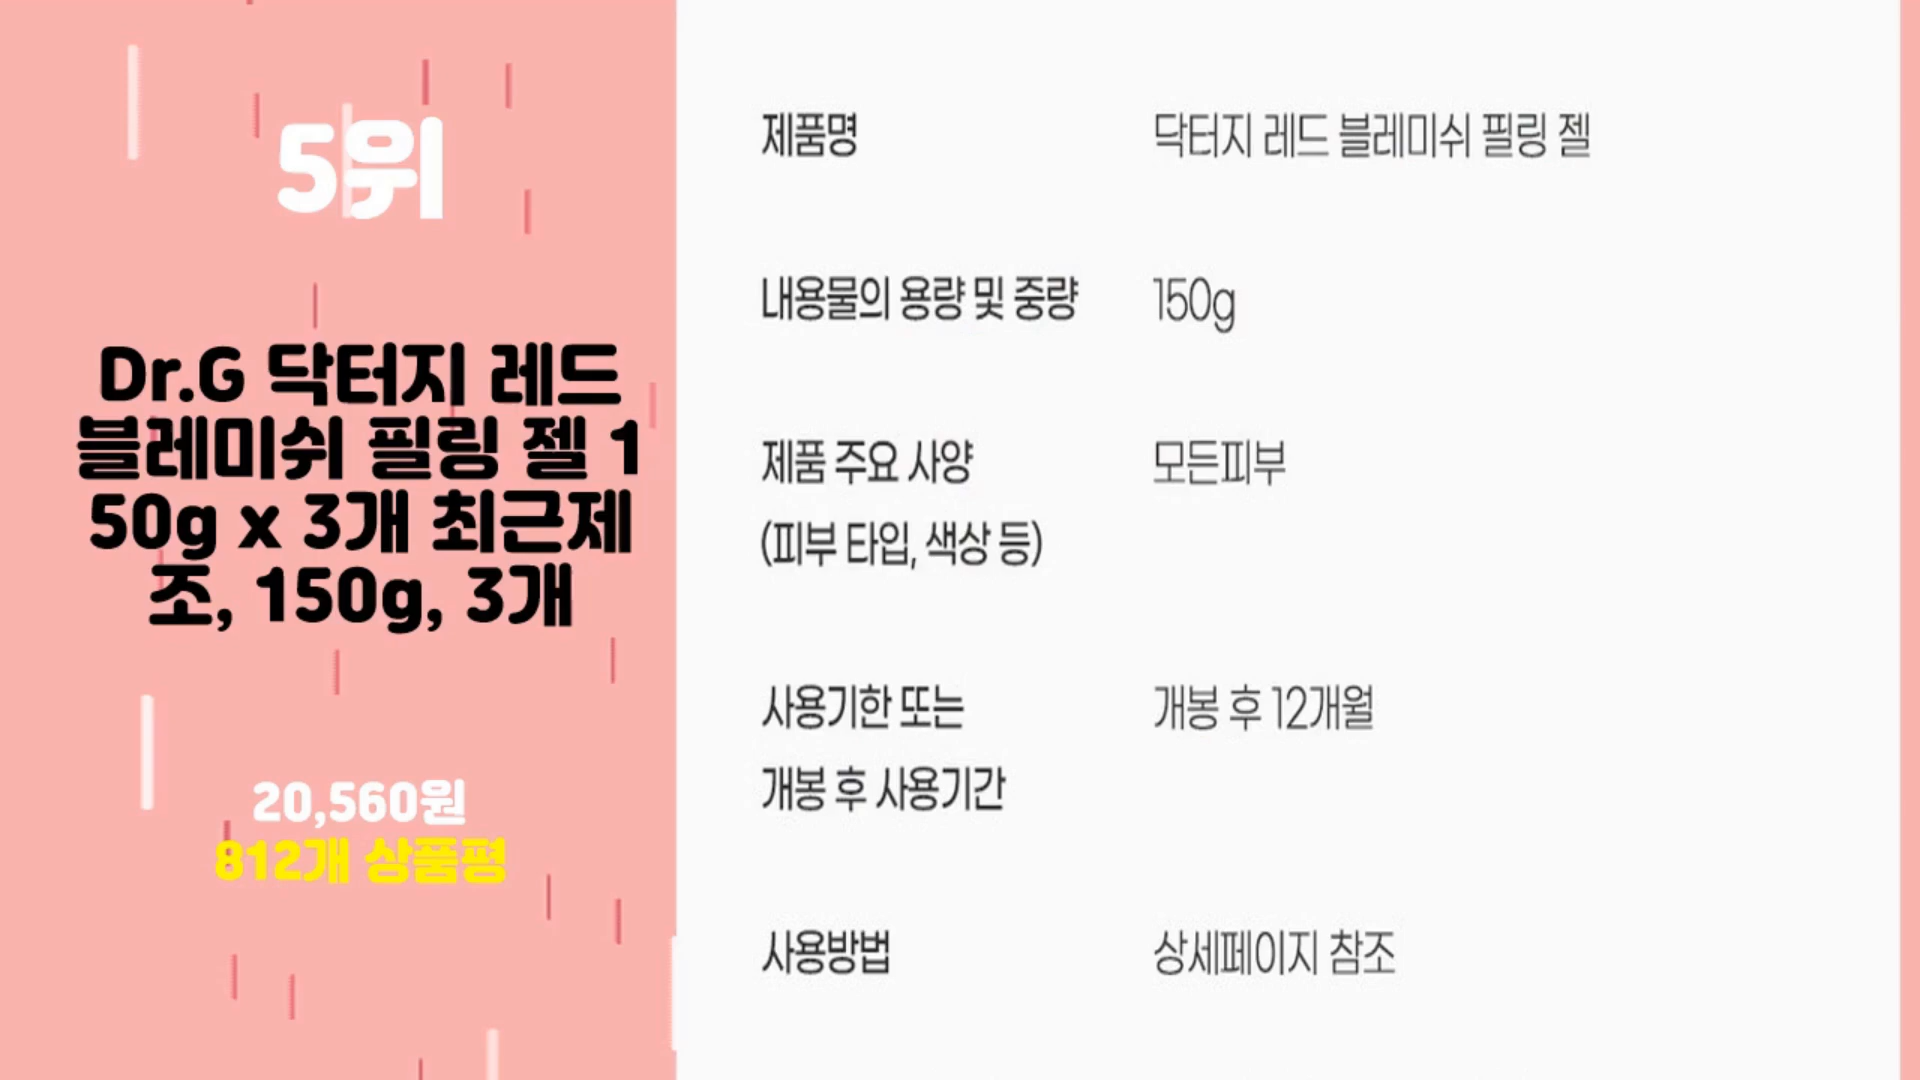 5위
Dr.G 닥터지 레드
블레미쉬 필링 젤 1
50g x 3개 최근제
조, 150g, 3개
20,560원
812개 상품평
제품명 닥터지 레드 블레미쉬 필링 젤
내용물의 용량 및 중량 150g
제품 주요 사양 모든피부
(피부 타입, 색상 등)
사용기한 또는 개봉 후 12개월
개봉 후 사용기간
사용방법 상세페이지 참조